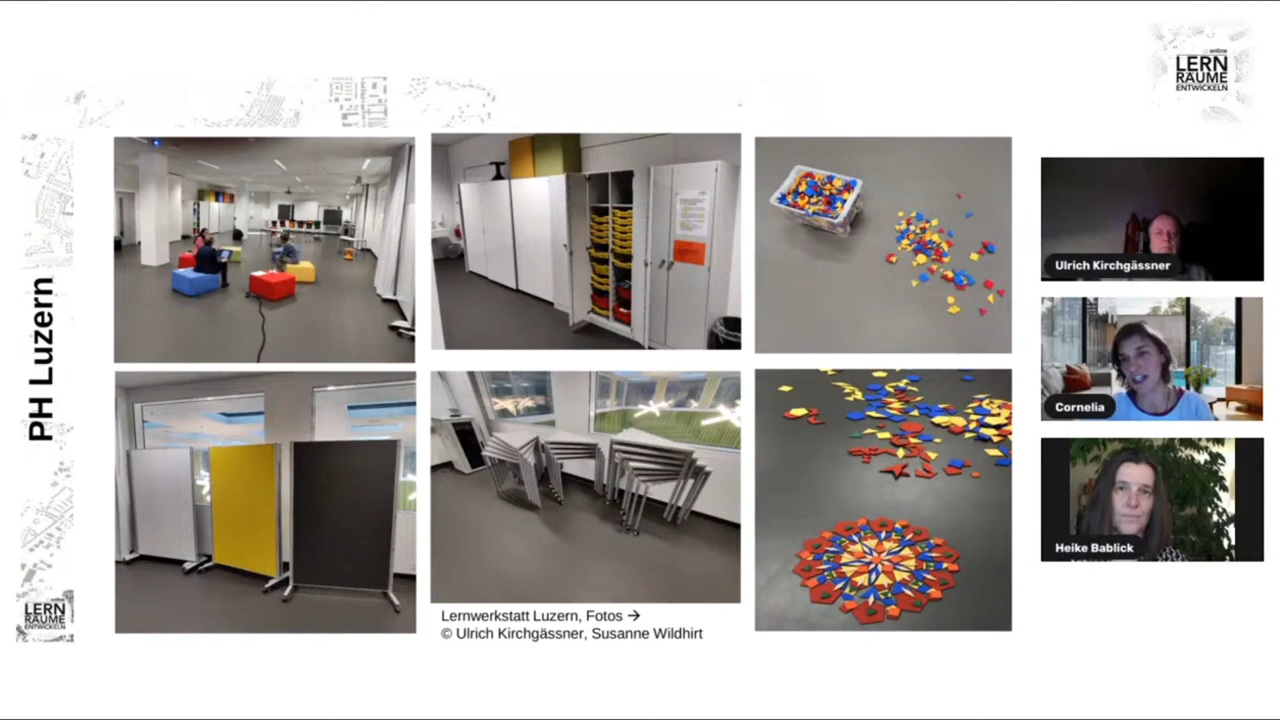 online
LERN
RÄUME
ENTWICKELN
PH Luzern
Ulrich Kirchgässner
Cornelia
Heike Bablick
Lernwerkstatt Luzern, Fotos →
© Ulrich Kirchgässner, Susanne Wildhirt
online
LERN
RÄUME
ENTWICKELN